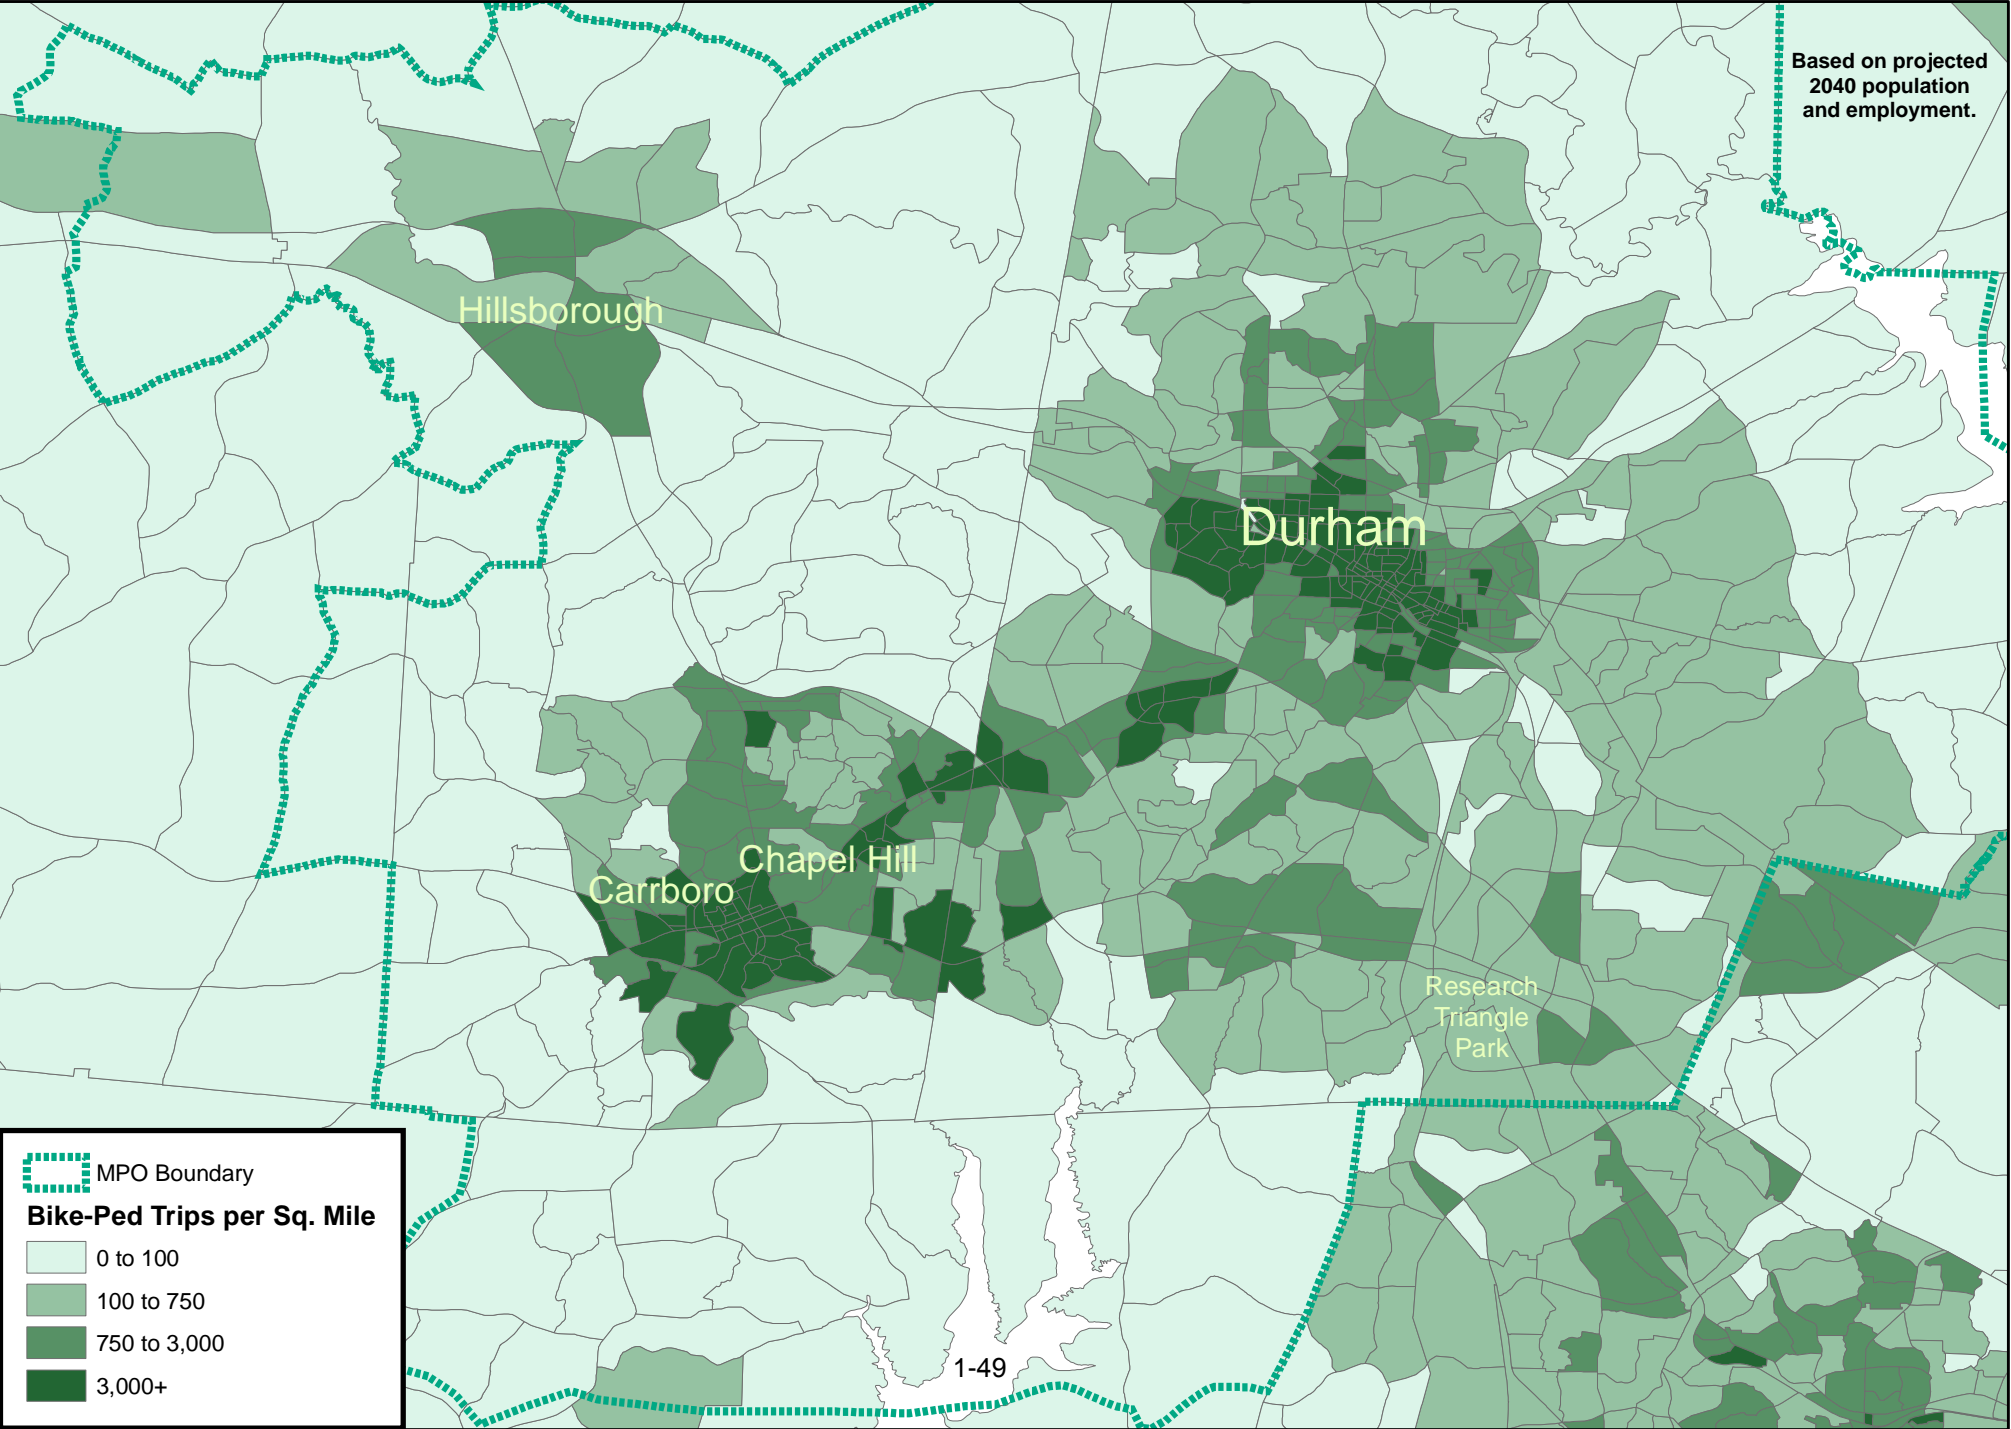 Based on projected
2040 population
and employment.
Hillsborough
Durham
Chapel Hill
Carrboro
Research
Triangle
Park
MPO Boundary
Bike-Ped Trips per Sq. Mile
0 to 100
100 to 750
750 to 3,000
3,000+
1-49